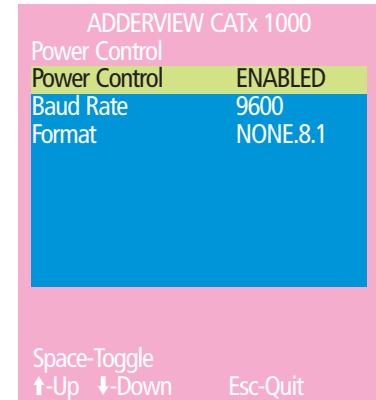 ADDERVIEW CATx 1000
Power Control
Power Control ENABLED
Baud Rate 9600
Format NONE.8.1
Space-Toggle
⬆-Up ⬇-Down Esc-Quit